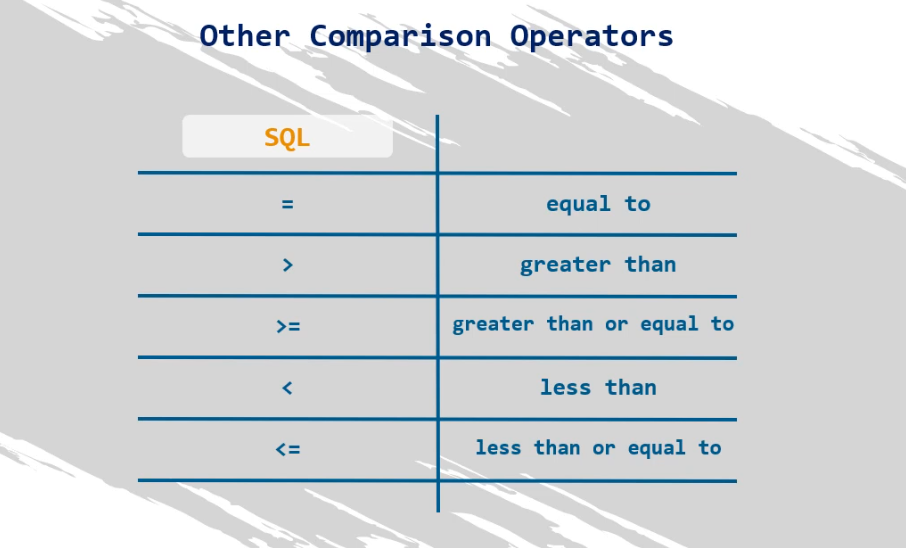 Other Comparison Operators
SQL
= equal to
> greater than
>= greater than or equal to
< less than
<= less than or equal to